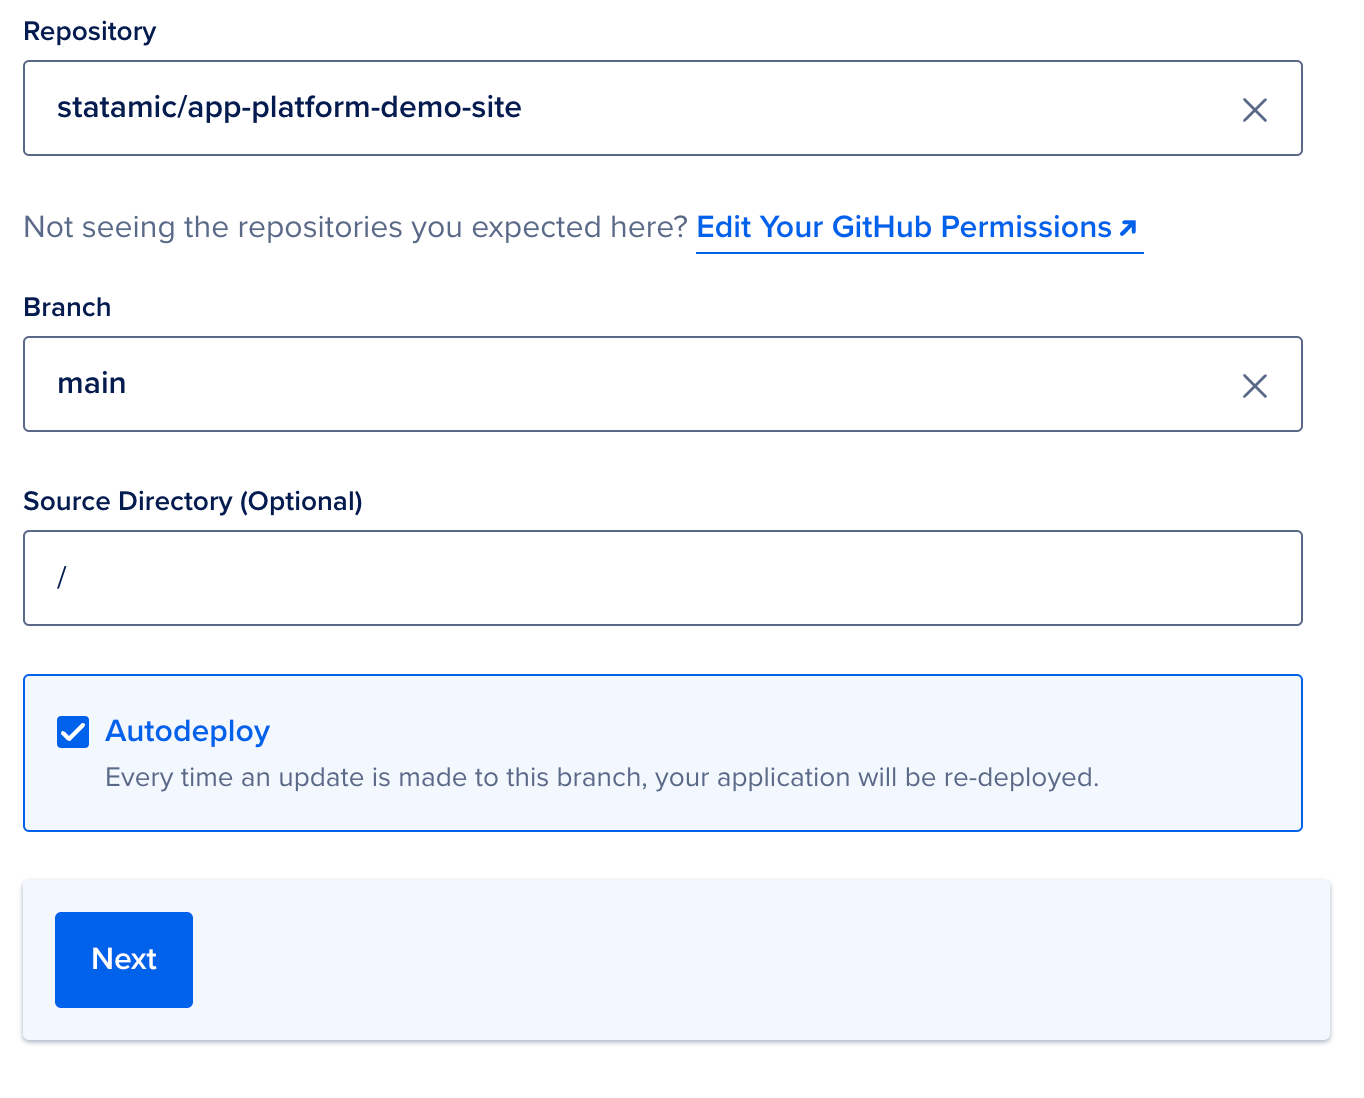 Repository
statamic/app-platform-demo-site
Not seeing the repositories you expected here? Edit Your GitHub Permissions
Branch
main
Source Directory (Optional)
/
Autodeploy
Every time an update is made to this branch, your application will be re-deployed.
Next